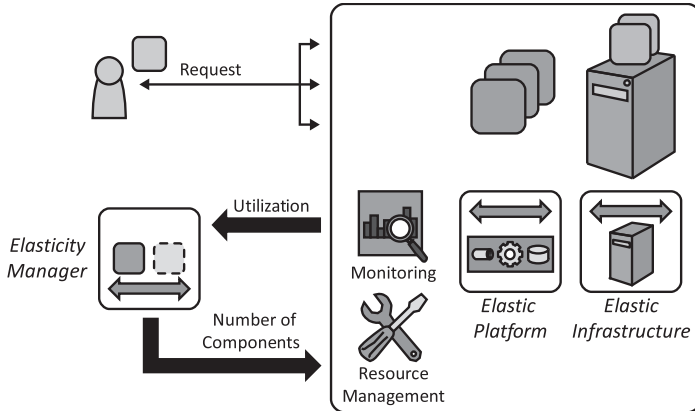 Request
Utilization
Elasticity
Manager
Monitoring
Number of
Components
Resource
Management
Elastic
Platform
Elastic
Infrastructure